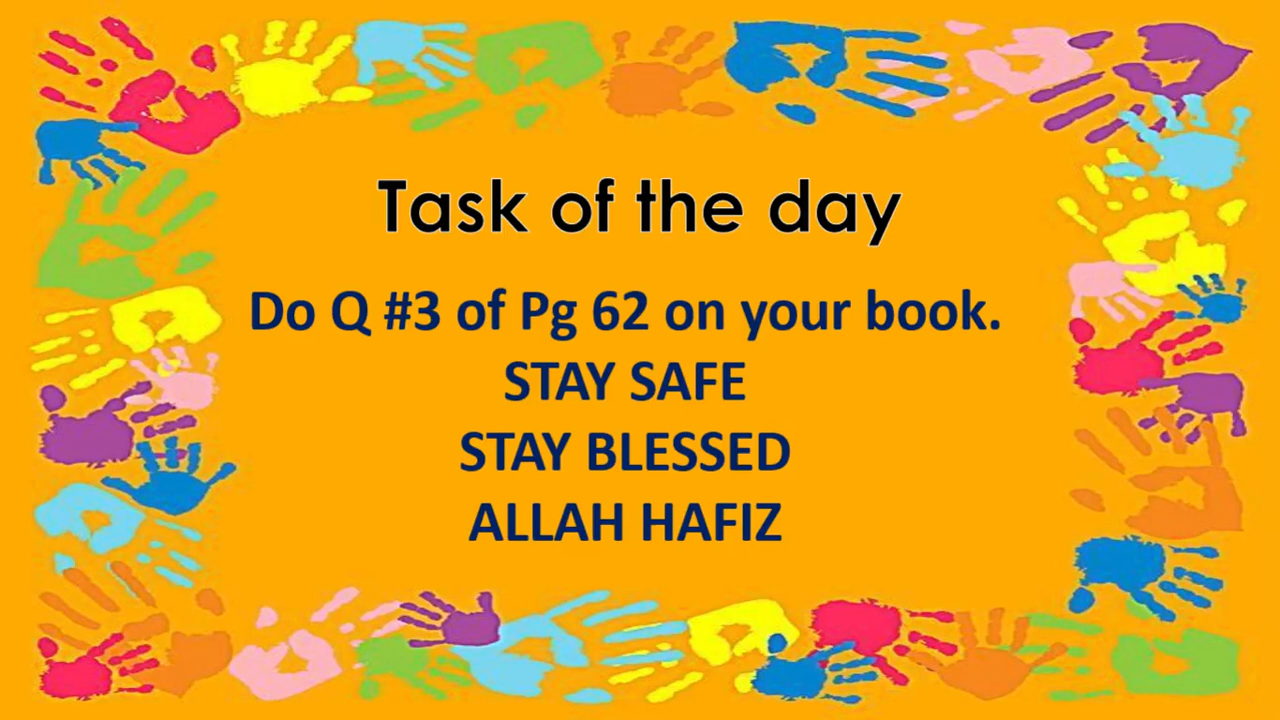 Task of the day
Do Q #3 of Pg 62 on your book.
STAY SAFE
STAY BLESSED
ALLAH HAFIZ